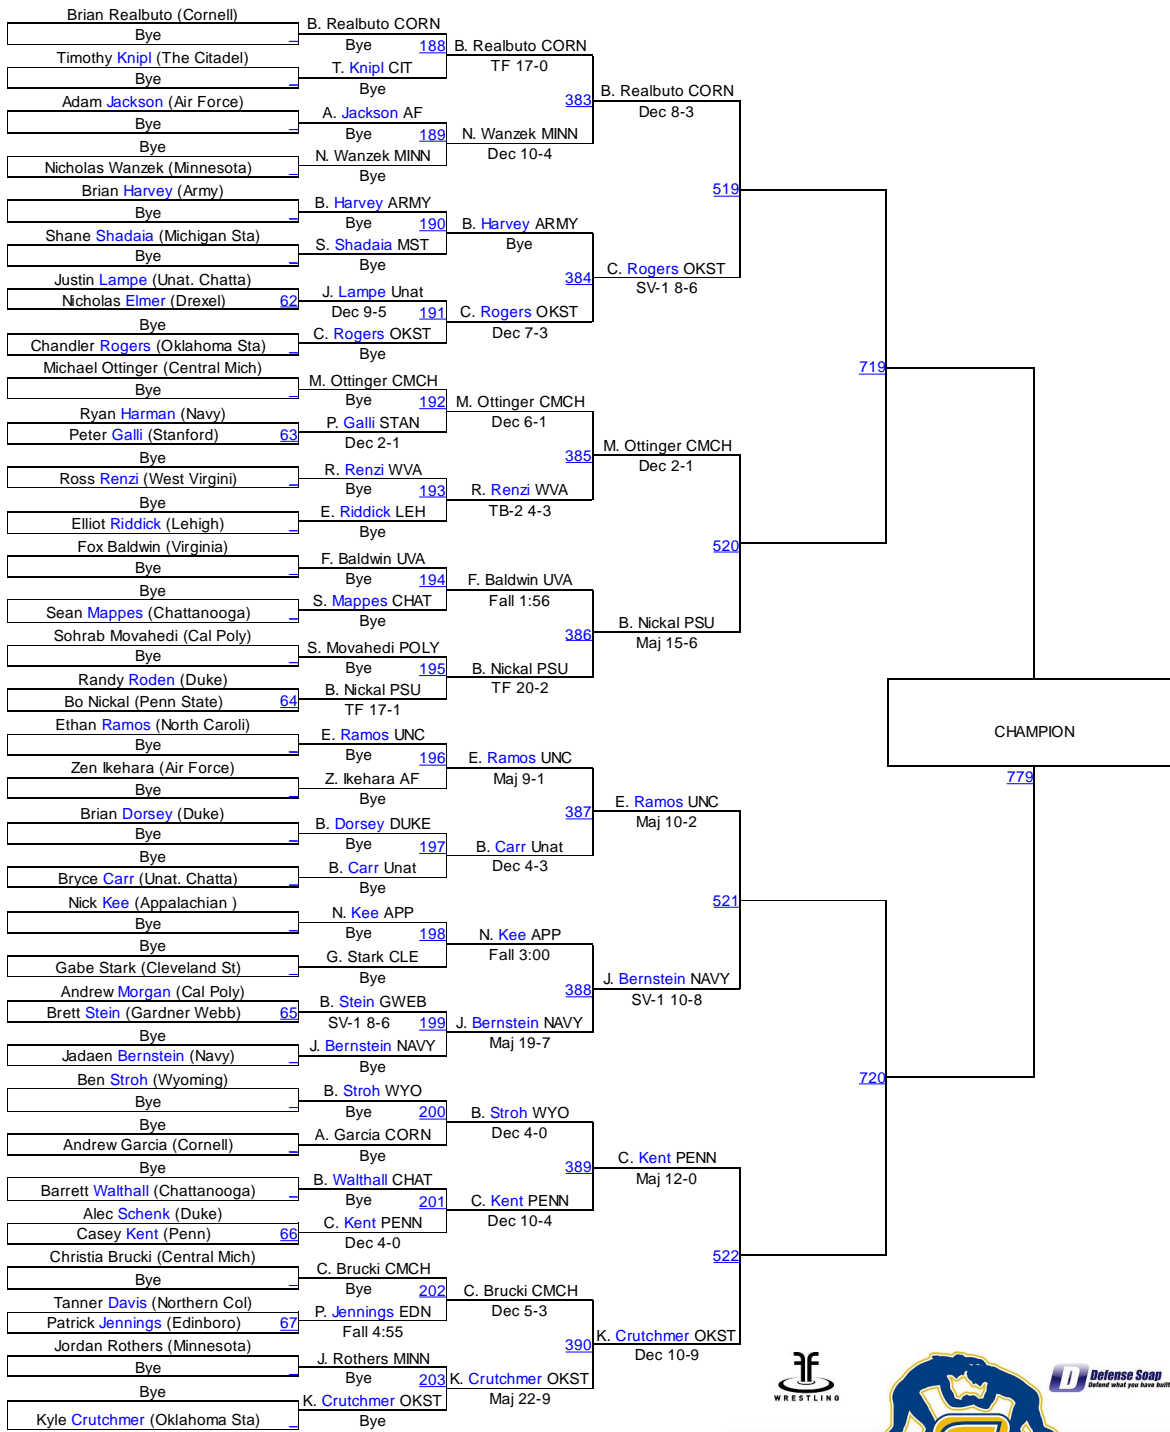 Brian Realbuto (Cornell)
Bye
Timothy Knipl (The Citadel)
Bye
Adam Jackson (Air Force)
Bye
Bye
Nicholas Wanzek (Minnesota)
Brian Harvey (Army)
Bye
Shane Shadaia (Michigan Sta)
Bye
Justin Lampe (Unat. Chatta)
Nicholas Elmer (Drexel) 62
Bye
Chandler Rogers (Oklahoma Sta)
Michael Ottinger (Central Mich)
Bye
Ryan Harman (Navy)
Peter Galli (Stanford) 63
Bye
Ross Renzi (West Virgini)
Bye
Elliot Riddick (Lehigh)
Fox Baldwin (Virginia)
Bye
Sean Mappes (Chattanooga)
Sohrab Movahedi (Cal Poly)
Bye
Randy Roden (Duke)
Bo Nickal (Penn State) 64
Ethan Ramos (North Caroli)
Bye
Zen Ikehara (Air Force)
Bye
Brian Dorsey (Duke)
Bye
Bye
Bryce Carr (Unat. Chatta)
Nick Kee (Appalachian )
Bye
Bye
Gabe Stark (Cleveland St)
Andrew Morgan (Cal Poly)
Brett Stein (Gardner Webb) 65
Bye
Jadaen Bernstein (Navy)
Ben Stroh (Wyoming)
Bye
Bye
Andrew Garcia (Cornell)
Bye
Barrett Walthall (Chattanooga)
Alec Schenk (Duke)
Casey Kent (Penn) 66
Christia Brucki (Central Mich)
Bye
Tanner Davis (Northern Col)
Patrick Jennings (Edinboro) 67
Jordan Rothers (Minnesota)
Bye
Bye
Kyle Crutchmer (Oklahoma Sta)
B. Realbuto CORN
Bye 188
T. Knipl CIT
Bye
A. Jackson AF
Bye 189
N. Wanzek MINN
Bye
B. Harvey ARMY
Bye 190
S. Shadaia MST
Bye
J. Lampe Unat
Dec 9-5 191
C. Rogers OKST
Bye
M. Ottinger CMCH
Bye 192
P. Galli STAN
Dec 2-1
R. Renzi WVA
Bye 193
E. Riddick LEH
Bye
F. Baldwin UVA
Bye 194
S. Mappes CHAT
Bye
S. Movahedi POLY
Bye 195
B. Nickal PSU
TF 17-1
E. Ramos UNC
Bye 196
Z. Ikehara AF
Bye
B. Dorsey DUKE
Bye 197
B. Carr Unat
Bye
N. Kee APP
Bye 198
G. Stark CLE
Bye
B. Stein GWEB
SV-1 8-6 199
J. Bernstein NAVY
Bye
B. Stroh WYO
Bye 200
A. Garcia CORN
Bye
B. Walthall CHAT
Bye 201
C. Kent PENN
Dec 4-0
C. Brucki CMCH
Bye 202
P. Jennings EDN
Fall 4:55
J. Rothers MINN
Bye 203
K. Crutchmer OKST
Bye
B. Realbuto CORN
TF 17-0
383
N. Wanzek MINN
Dec 10-4
B. Harvey ARMY
Bye
384
C. Rogers OKST
Dec 7-3
M. Ottinger CMCH
Dec 6-1
385
R. Renzi WVA
TB-2 4-3
F. Baldwin UVA
Fall 1:56
386
B. Nickal PSU
TF 20-2
E. Ramos UNC
Maj 9-1
387
B. Carr Unat
Dec 4-3
N. Kee APP
Fall 3:00
388
J. Bernstein NAVY
Maj 19-7
B. Stroh WYO
Dec 4-0
389
C. Kent PENN
Dec 10-4
C. Brucki CMCH
Dec 5-3
390
K. Crutchmer OKST
Maj 22-9
B. Realbuto CORN
Dec 8-3
519
C. Rogers OKST
SV-1 8-6
M. Ottinger CMCH
Dec 2-1
520
B. Nickal PSU
Maj 15-6
E. Ramos UNC
Maj 10-2
521
J. Bernstein NAVY
SV-1 10-8
C. Kent PENN
Maj 12-0
522
K. Crutchmer OKST
Dec 10-9
719
720
CHAMPION
779
WRESTLING
D Defense Soap
Defend what you have built